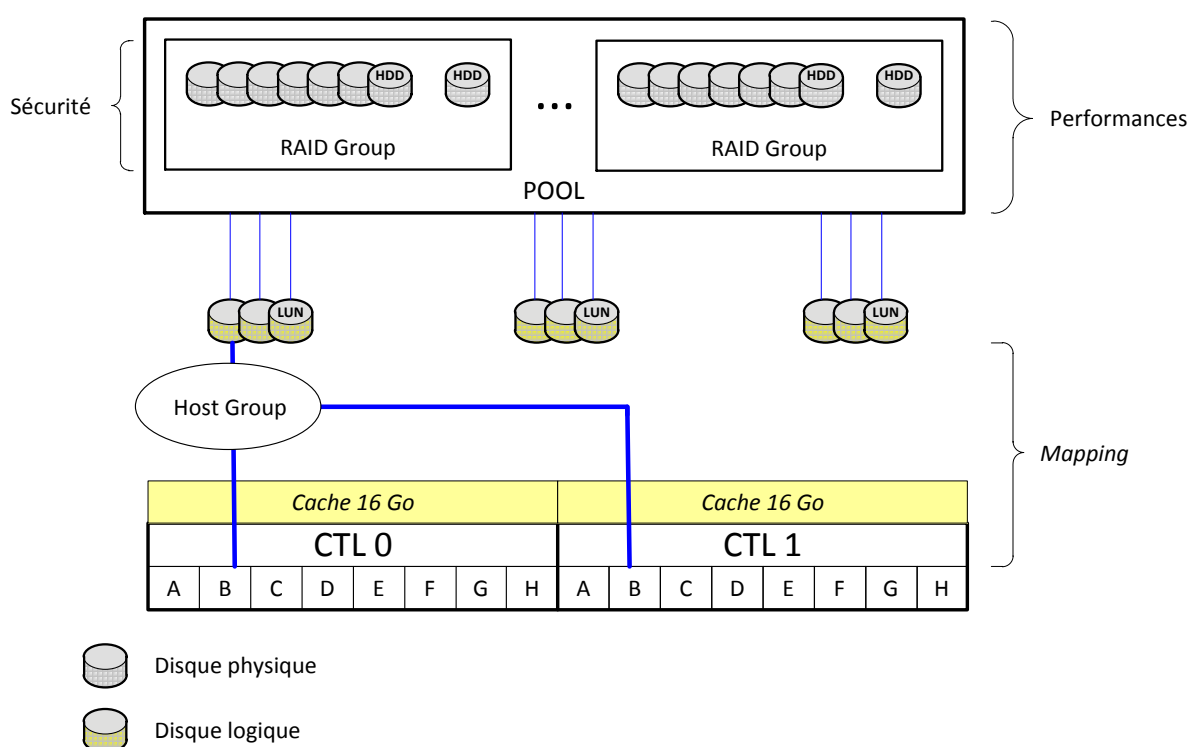 HDD HDD HDD HDD
Sécurité ... Performances
RAID Group RAID Group
POOL
LUN LUN LUN
Host Group
Mapping
Cache 16 Go Cache 16 Go
CTL 0 CTL 1
A B C D E F G H A B C D E F G H
Disque physique
Disque logique